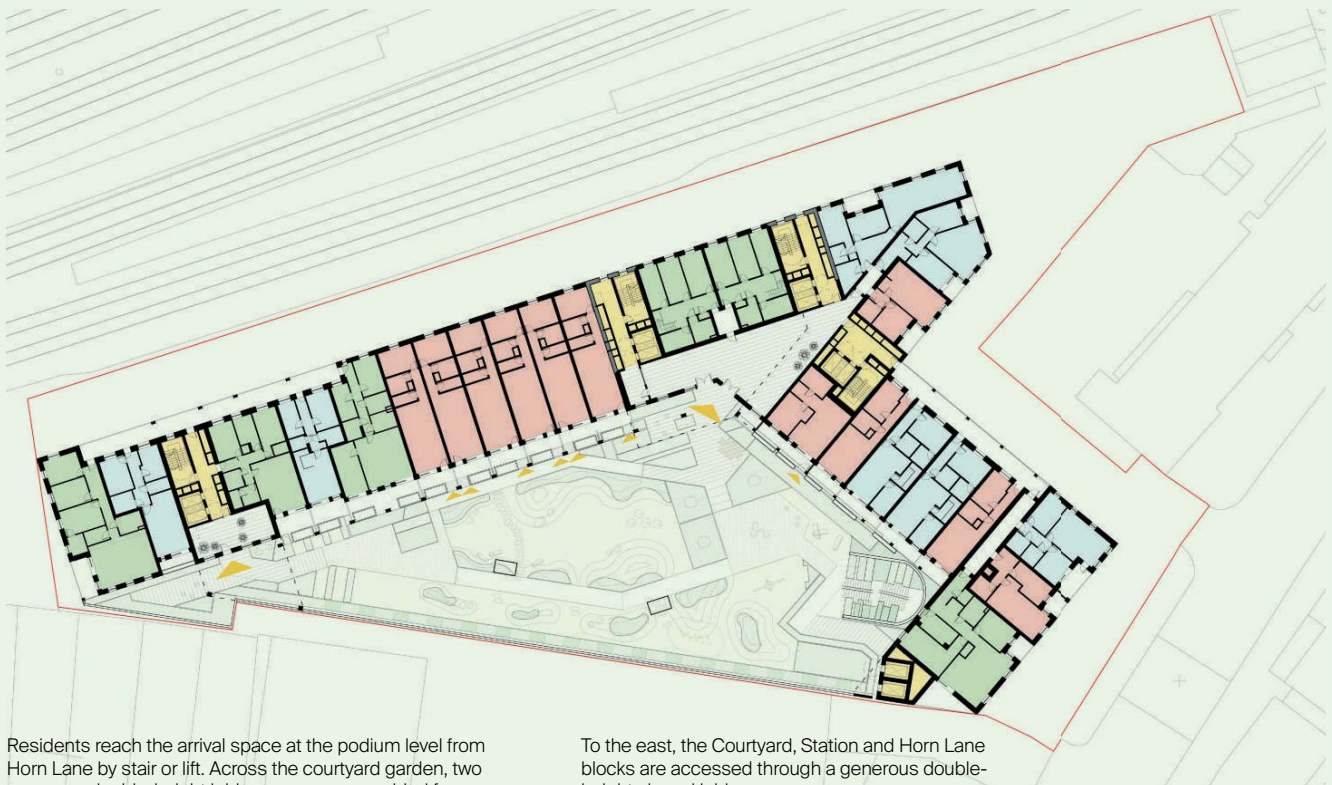 Residents reach the arrival space at the podium level from
Horn Lane by stair or lift. Across the courtyard garden, two
To the east, the Courtyard, Station and Horn Lane
blocks are accessed through a generous double-